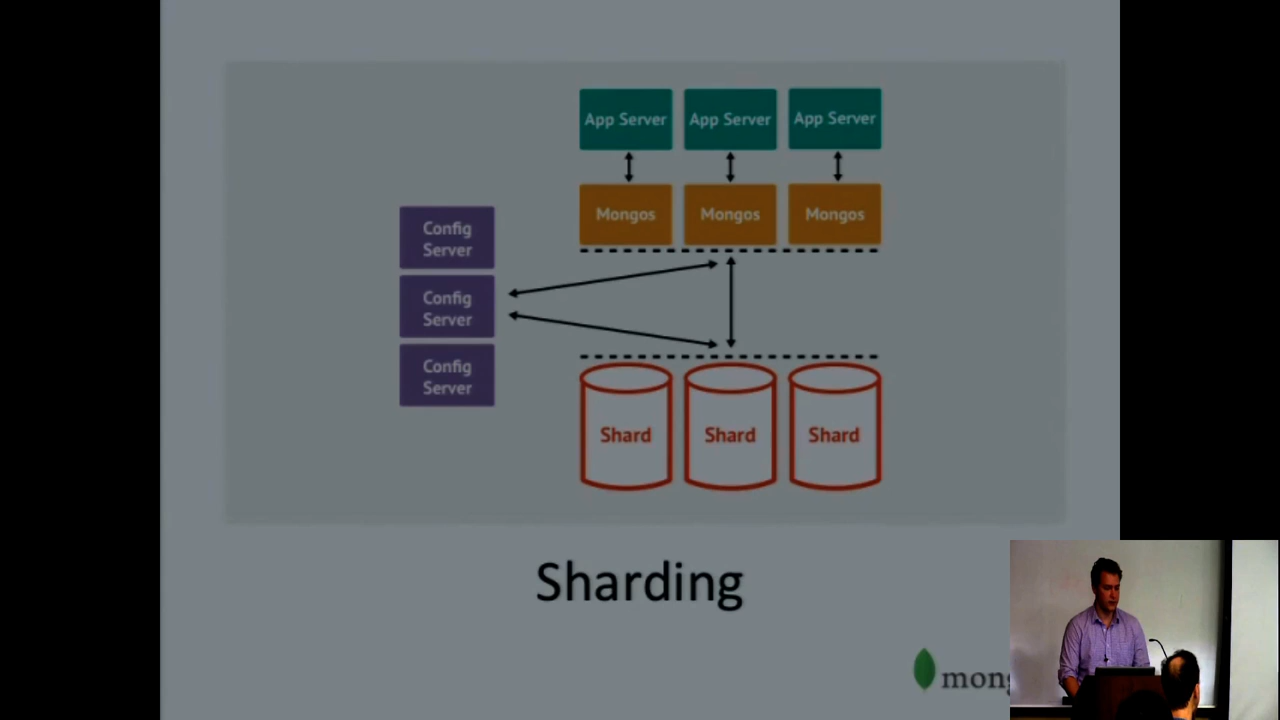 App Server
App Server
App Server
Mongos
Mongos
Mongos
Config
Server
Config
Server
Config
Server
Shard
Shard
Shard
Sharding
mong